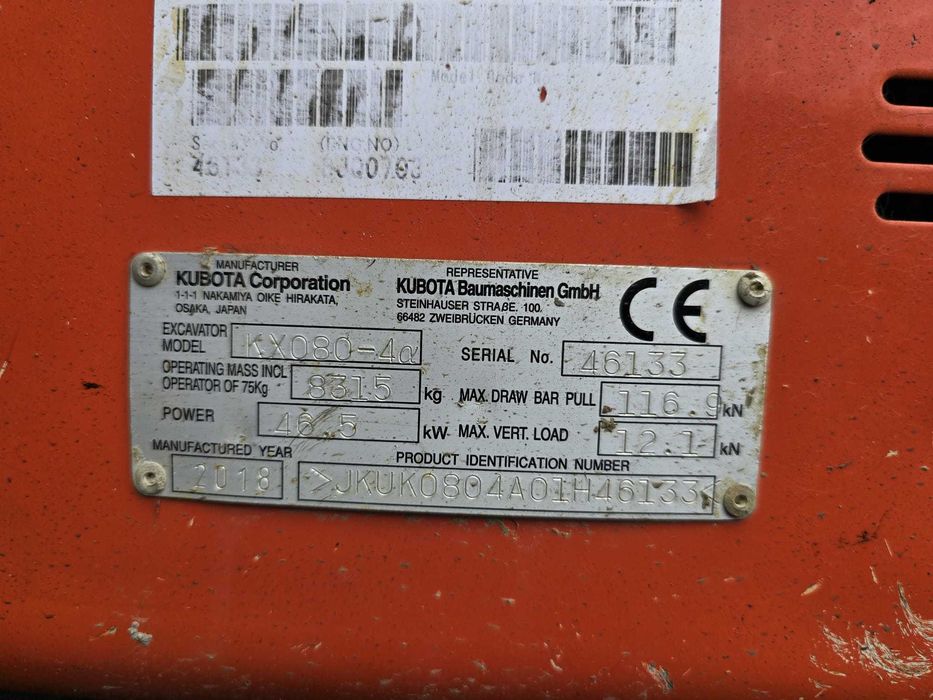 Model Code
(ENG.NO)
MANUFACTURER
KUBOTA Corporation
1-1-1 NAKAMIYA OIKE HIRAKATA,
OSAKA, JAPAN
REPRESENTATIVE
KUBOTA Baumaschinen GmbH
STEINHAUSER STRAßE. 100
66482 ZWEIBRÜCKEN GERMANY
CE
EXCAVATOR MODEL KX080-4α SERIAL No. 46133
OPERATING MASS INCL OPERATOR OF 75Kg 8315 kg MAX. DRAW BAR PULL 116.9 kN
POWER 46.5 kW MAX. VERT. LOAD 12.1 kN
MANUFACTURED YEAR PRODUCT IDENTIFICATION NUMBER
2018 >JKUK0804A01H46133<